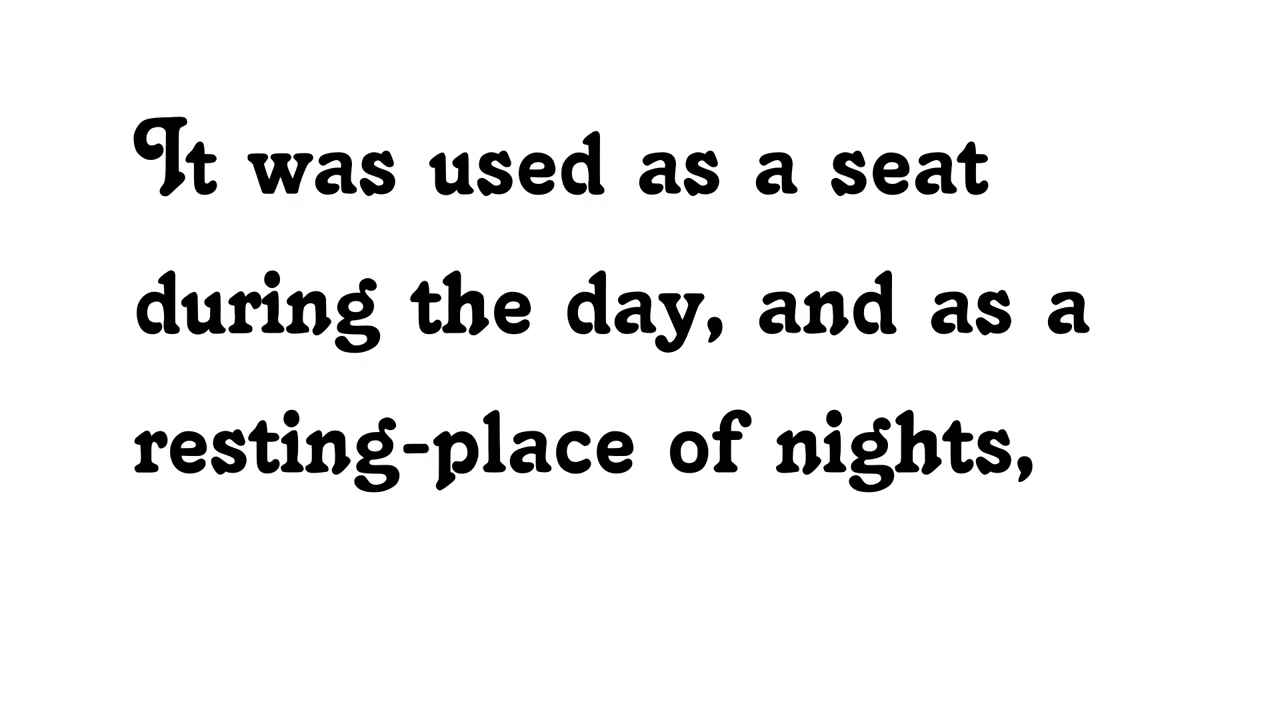 It was used as a seat
during the day, and as a
resting-place of nights,